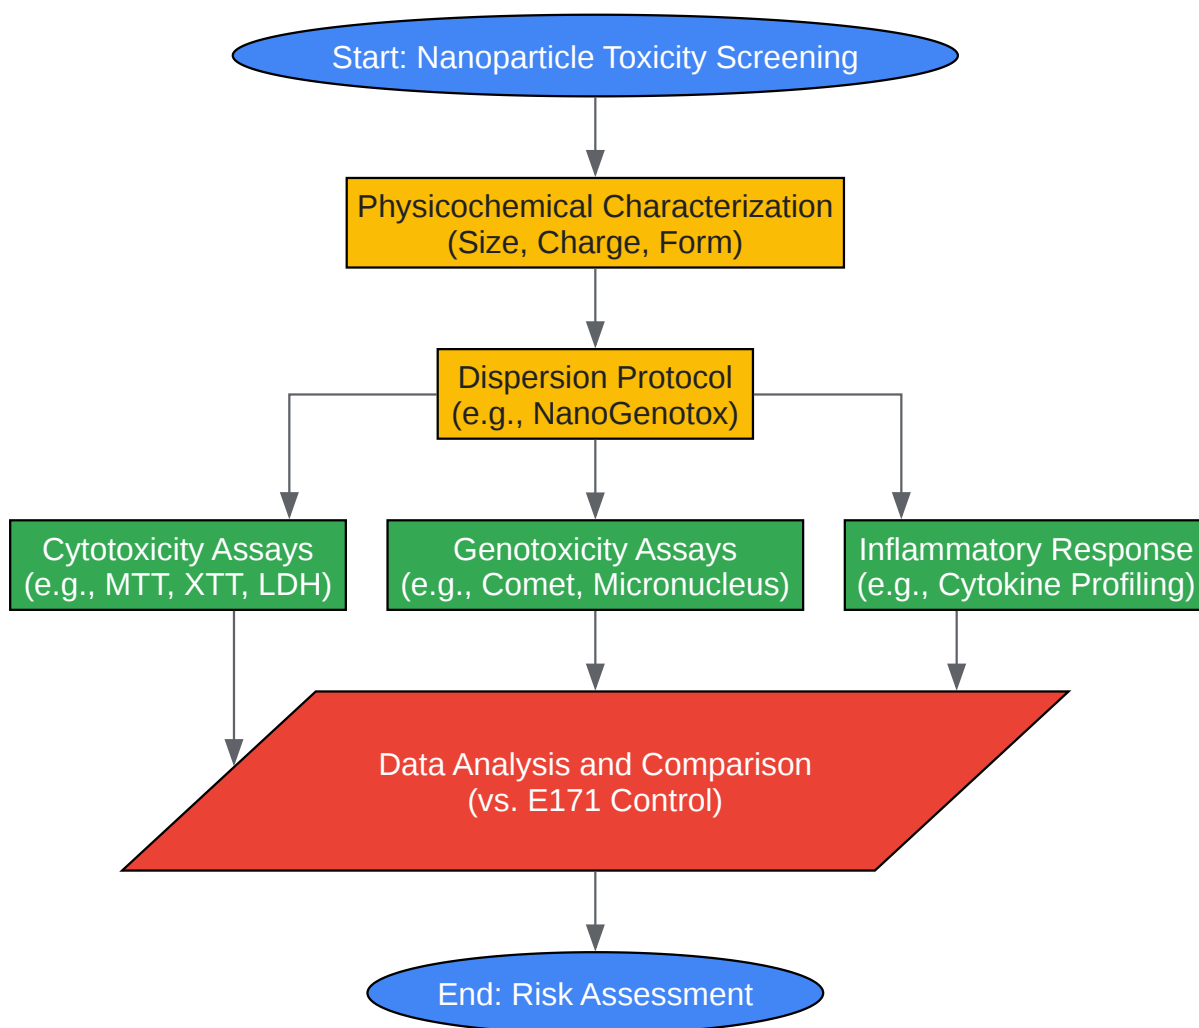 Start: Nanoparticle Toxicity Screening
Physicochemical Characterization
(Size, Charge, Form)
Dispersion Protocol
(e.g., NanoGenotox)
Cytotoxicity Assays
(e.g., MTT, XTT, LDH)
Genotoxicity Assays
(e.g., Comet, Micronucleus)
Inflammatory Response
(e.g., Cytokine Profiling)
Data Analysis and Comparison
(vs. E171 Control)
End: Risk Assessment